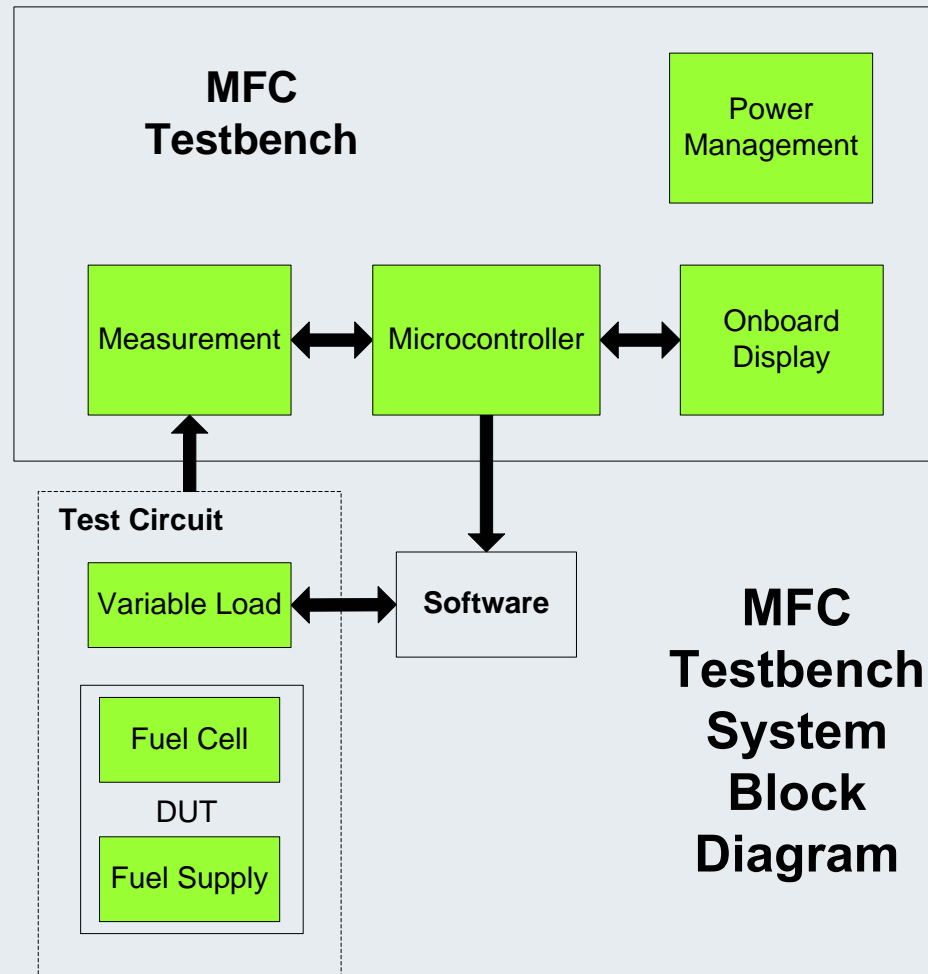 MFC
Testbench
Power
Management
Measurement
Microcontroller
Onboard
Display
Test Circuit
Variable Load
Software
Fuel Cell
DUT
Fuel Supply
MFC
Testbench
System
Block
Diagram